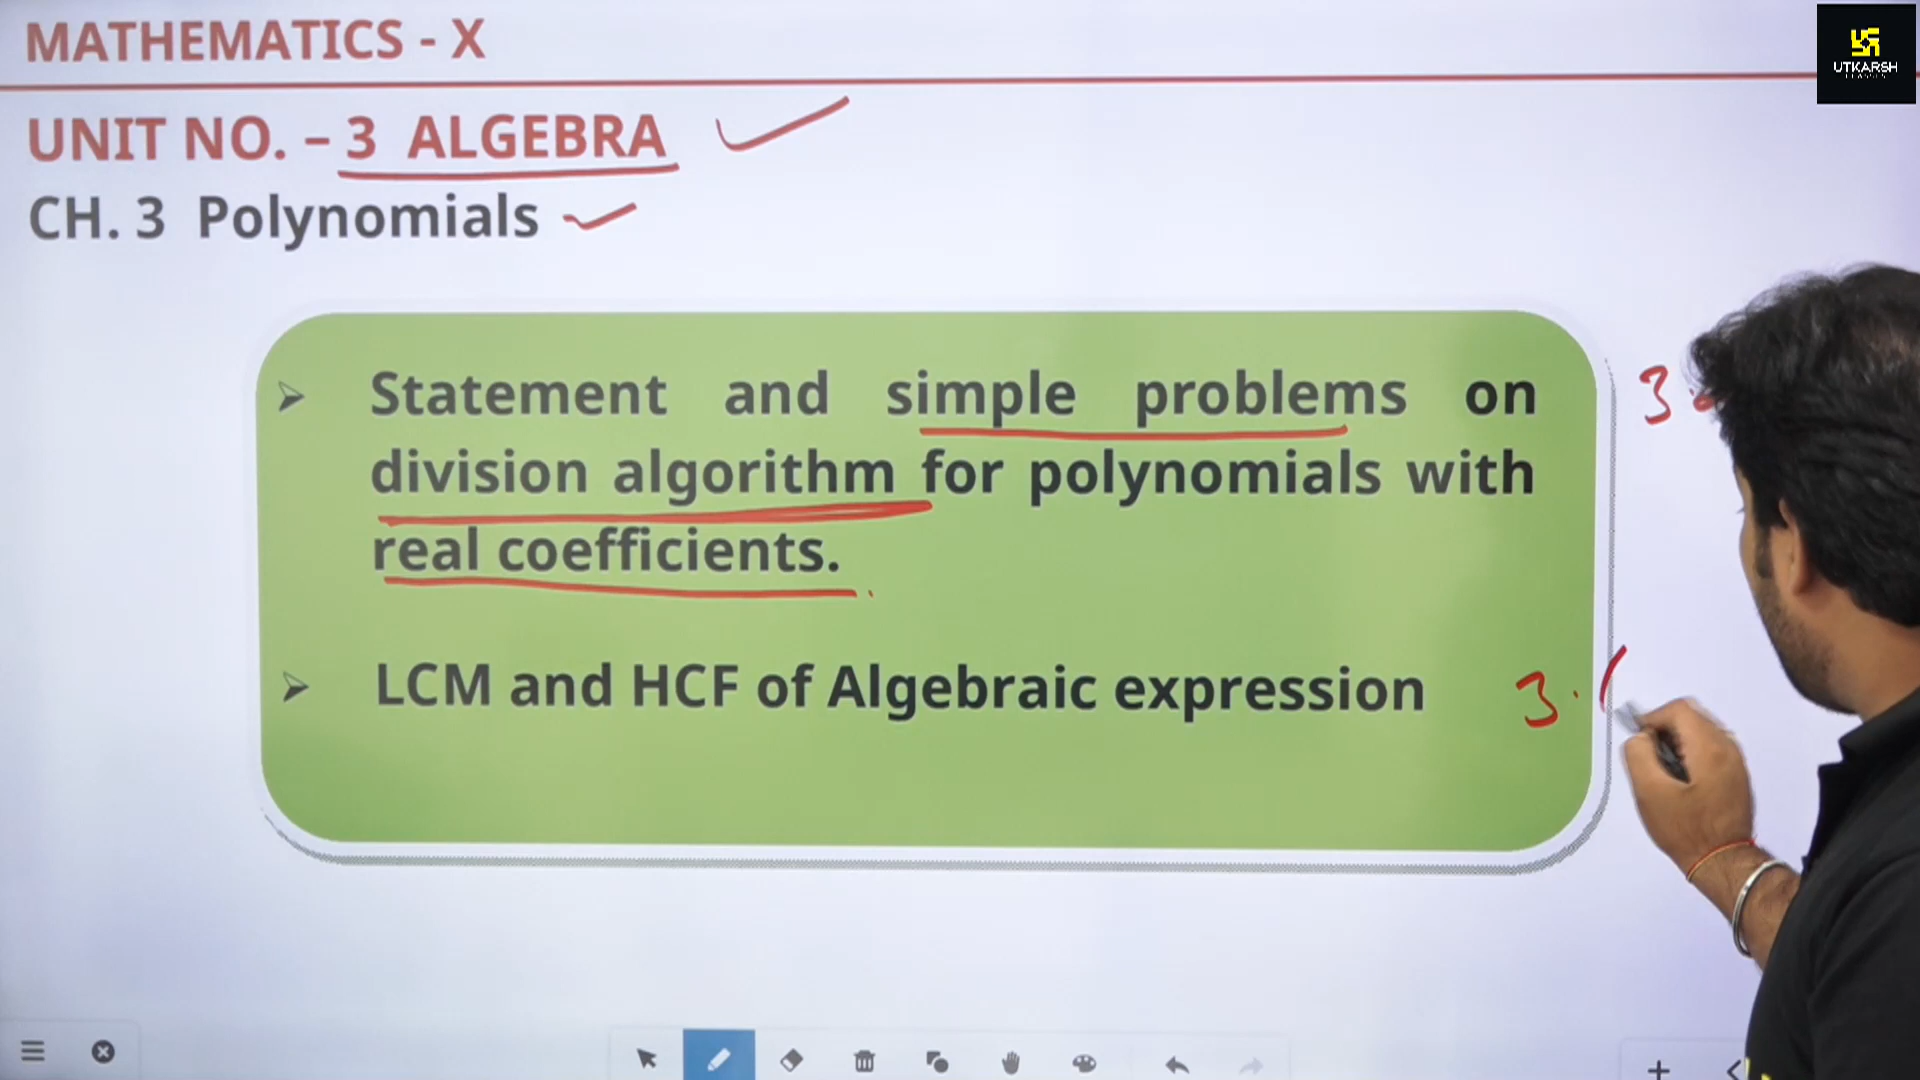 MATHEMATICS - X
UTKARSH
CLASSES
UNIT NO. – 3 ALGEBRA
CH. 3 Polynomials
Statement and simple problems on
3.
division algorithm for polynomials with
real coefficients.
LCM and HCF of Algebraic expression
3.